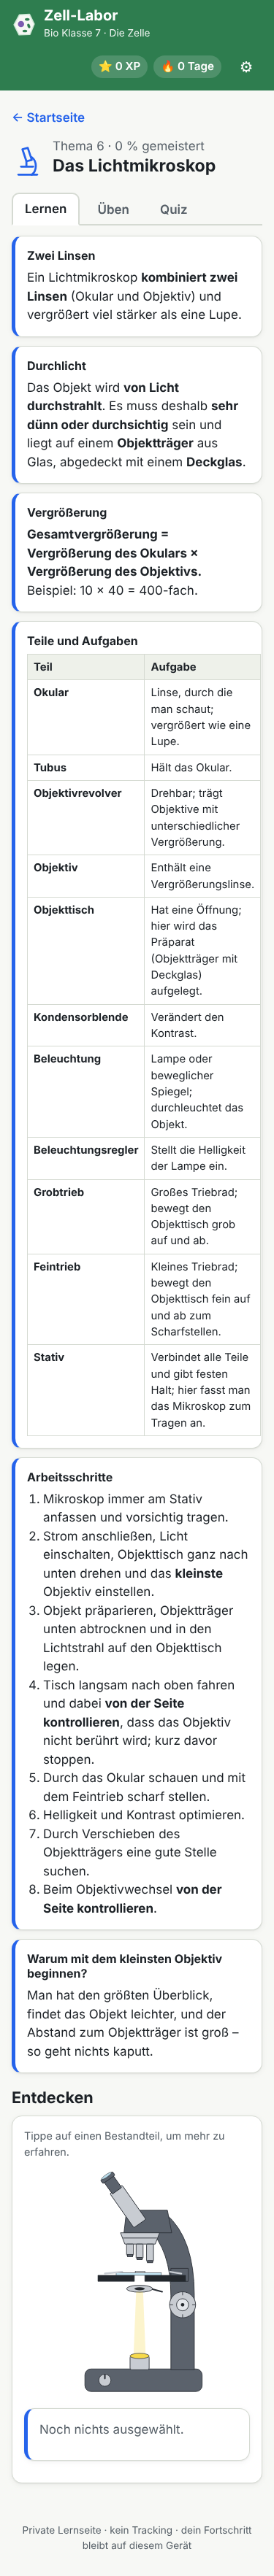 Zell-Labor
Bio Klasse 7 · Die Zelle
⭐ 0 XP
🔥 0 Tage
← Startseite
Thema 6 · 0 % gemeistert
Das Lichtmikroskop
Lernen
Üben
Quiz
Zwei Linsen
Ein Lichtmikroskop kombiniert zwei
Linsen (Okular und Objektiv) und
vergrößert viel stärker als eine Lupe.
Durchlicht
Das Objekt wird von Licht
durchstrahlt. Es muss deshalb sehr
dünn oder durchsichtig sein und
liegt auf einem Objektträger aus
Glas, abgedeckt mit einem Deckglas.
Vergrößerung
Gesamtvergrößerung =
Vergrößerung des Okulars ×
Vergrößerung des Objektivs.
Beispiel: 10 × 40 = 400-fach.
Teile und Aufgaben
Teil
Aufgabe
Okular
Linse, durch die
man schaut;
vergrößert wie eine
Lupe.
Tubus
Hält das Okular.
Objektivrevolver
Drehbar; trägt
Objektive mit
unterschiedlicher
Vergrößerung.
Objektiv
Enthält eine
Vergrößerungslinse.
Objekttisch
Hat eine Öffnung;
hier wird das
Präparat
(Objektträger mit
Deckglas)
aufgelegt.
Kondensorblende
Verändert den
Kontrast.
Beleuchtung
Lampe oder
beweglicher
Spiegel;
durchleuchtet das
Objekt.
Beleuchtungsregler
Stellt die Helligkeit
der Lampe ein.
Grobtrieb
Großes Triebrad;
bewegt den
Objekttisch grob
auf und ab.
Feintrieb
Kleines Triebrad;
bewegt den
Objekttisch fein auf
und ab zum
Scharfstellen.
Stativ
Verbindet alle Teile
und gibt festen
Halt; hier fasst man
das Mikroskop zum
Tragen an.
Arbeitsschritte
1. Mikroskop immer am Stativ
anfassen und vorsichtig tragen.
2. Strom anschließen, Licht
einschalten, Objekttisch ganz nach
unten drehen und das kleinste
Objektiv einstellen.
3. Objekt präparieren, Objektträger
unten abtrocknen und in den
Lichtstrahl auf den Objekttisch
legen.
4. Tisch langsam nach oben fahren
und dabei von der Seite
kontrollieren, dass das Objektiv
nicht berührt wird; kurz davor
stoppen.
5. Durch das Okular schauen und mit
dem Feintrieb scharf stellen.
6. Helligkeit und Kontrast optimieren.
7. Durch Verschieben des
Objektträgers eine gute Stelle
suchen.
8. Beim Objektivwechsel von der
Seite kontrollieren.
Warum mit dem kleinsten Objektiv
beginnen?
Man hat den größten Überblick,
findet das Objekt leichter, und der
Abstand zum Objektträger ist groß –
so geht nichts kaputt.
Entdecken
Tippe auf einen Bestandteil, um mehr zu
erfahren.
Noch nichts ausgewählt.
Private Lernseite · kein Tracking · dein Fortschritt
bleibt auf diesem Gerät